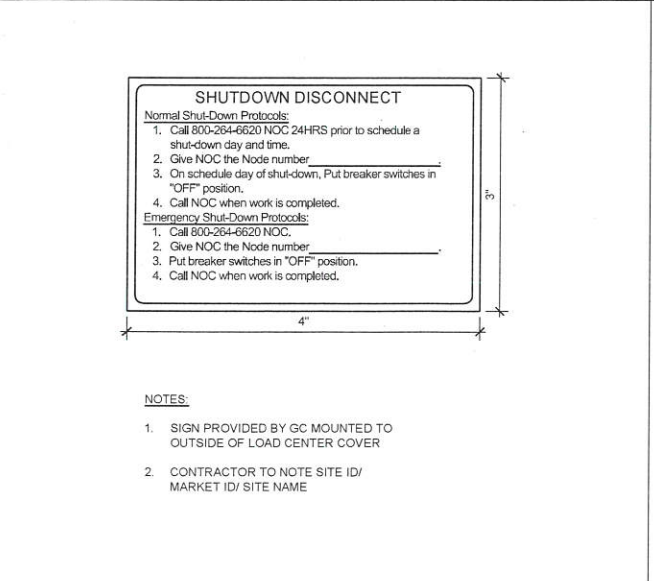 SHUTDOWN DISCONNECT
Normal Shut-Down Protocols:
1. Call 800-264-6620 NOC 24HRS prior to schedule a
shut-down day and time.
2. Give NOC the Node number____________________.
3. On schedule day of shut-down, Put breaker switches in
"OFF" position.
4. Call NOC when work is completed.
Emergency Shut-Down Protocols:
1. Call 800-264-6620 NOC.
2. Give NOC the Node number____________________.
3. Put breaker switches in "OFF" position.
4. Call NOC when work is completed.
3"
4"
NOTES:
1. SIGN PROVIDED BY GC MOUNTED TO
OUTSIDE OF LOAD CENTER COVER
2. CONTRACTOR TO NOTE SITE ID/
MARKET ID/ SITE NAME